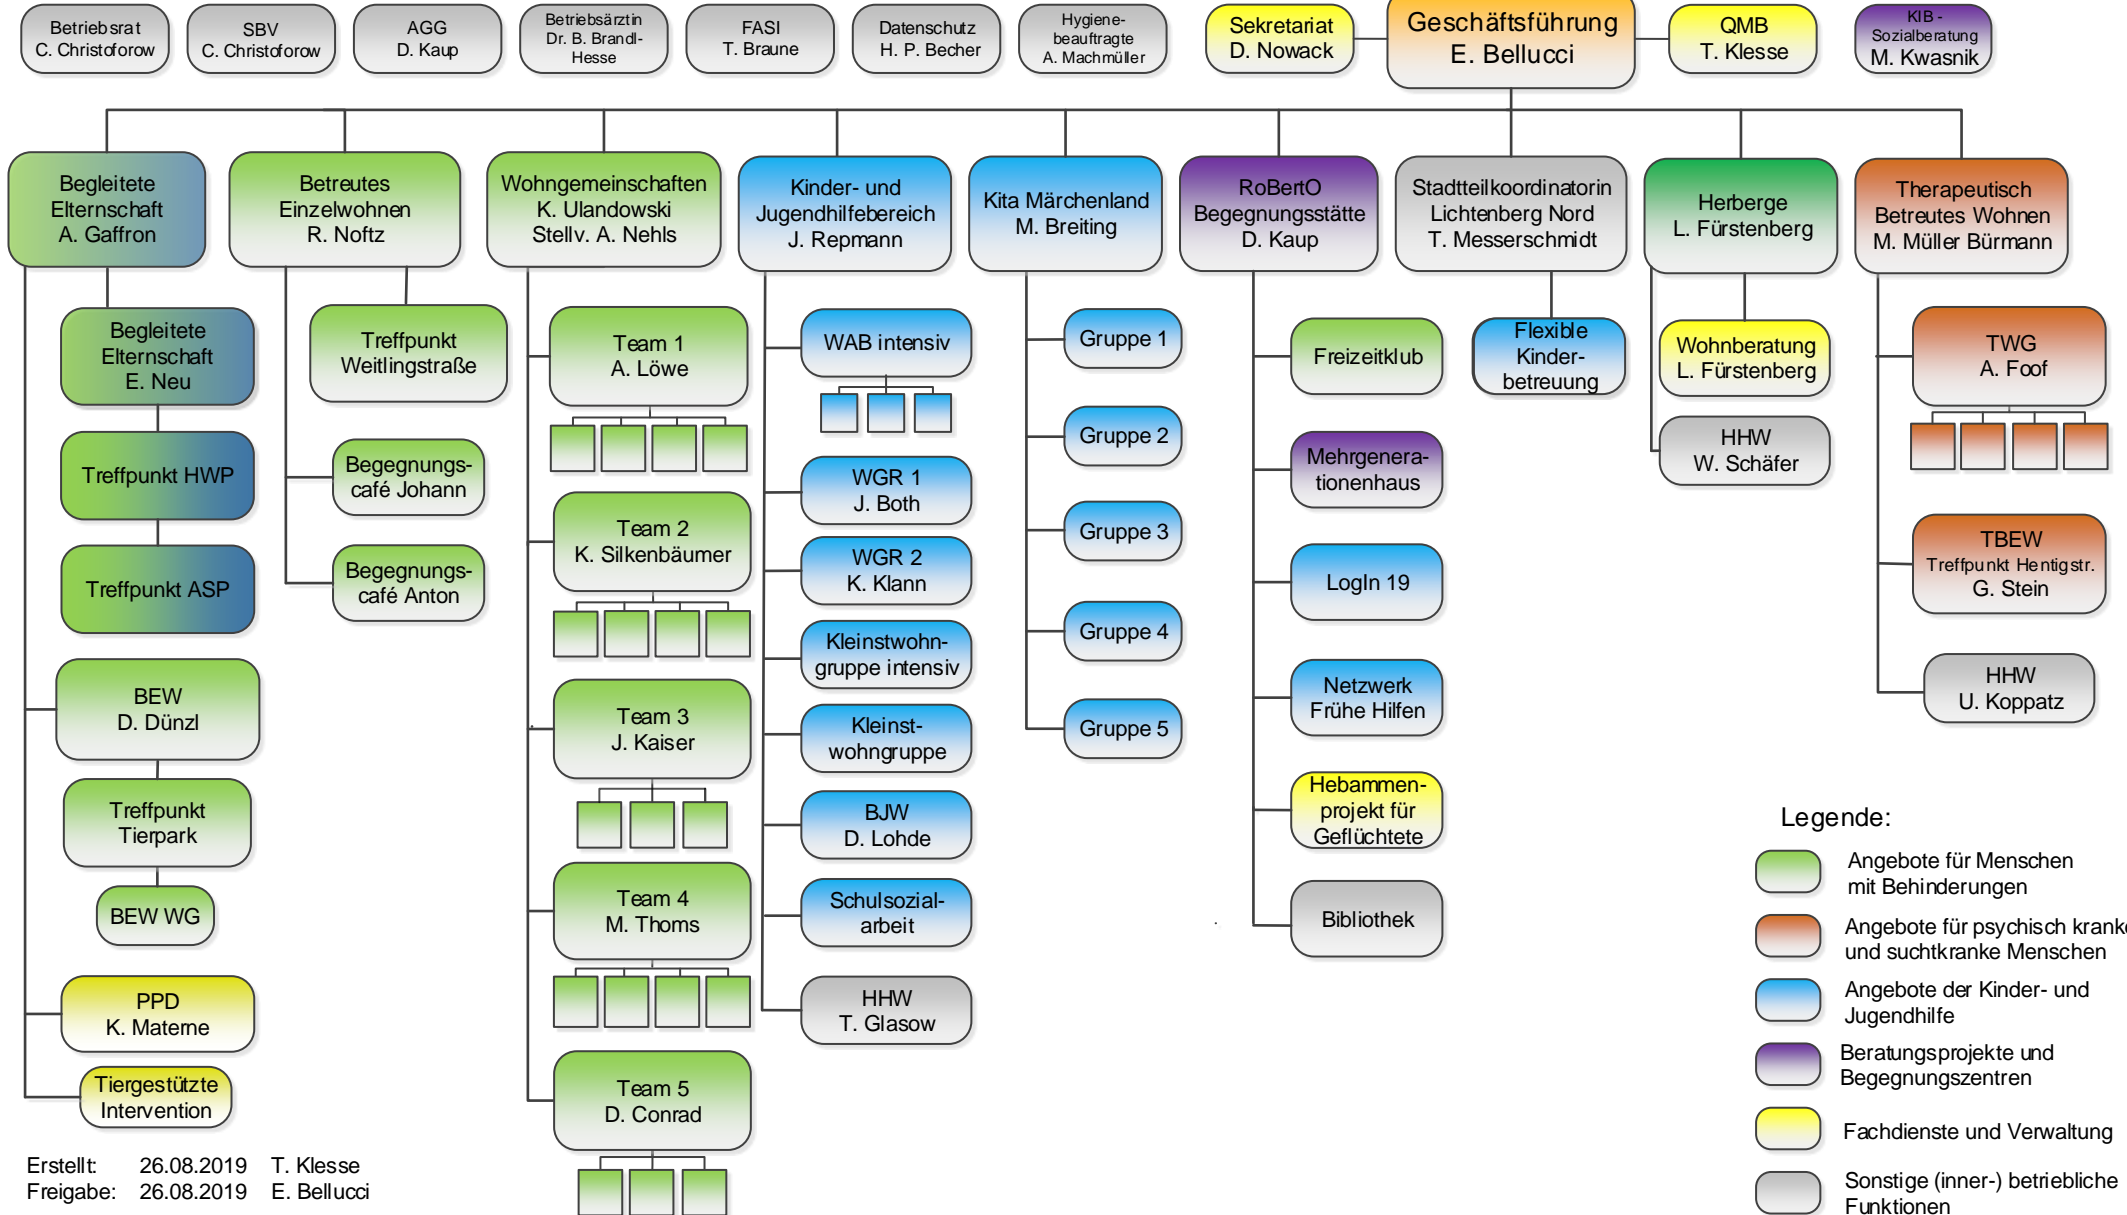 Betriebsrat
C. Christoforow
SBV
C. Christoforow
AGG
D. Kaup
Betriebsärztin
Dr. B. Brandl-
Hesse
FASI
T. Braune
Datenschutz
H. P. Becher
Hygiene-
beauftragte
A. Machmüller
Sekretariat
D. Nowack
Geschäftsführung
E. Bellucci
QMB
T. Klesse
KIB -
Sozialberatung
M. Kwasnik
Begleitete
Elternschaft
A. Gaffron
Betreutes
Einzelwohnen
R. Noftz
Wohngemeinschaften
K. Ulandowski
Stellv. A. Nehls
Kinder- und
Jugendhilfebereich
J. Repmann
Kita Märchenland
M. Breiting
RoBertO
Begegnungsstätte
D. Kaup
Stadtteilkoordinatorin
Lichtenberg Nord
T. Messerschmidt
Herberge
L. Fürstenberg
Therapeutisch
Betreutes Wohnen
M. Müller Bürmann
Begleitete
Elternschaft
E. Neu
Treffpunkt HWP
Treffpunkt ASP
BEW
D. Dünzl
Treffpunkt
Tierpark
BEW WG
PPD
K. Materne
Tiergestützte
Intervention
Treffpunkt
Weitlingstraße
Begegnungs-
café Johann
Begegnungs-
café Anton
Team 1
A. Löwe
Team 2
K. Silkenbäumer
Team 3
J. Kaiser
Team 4
M. Thoms
Team 5
D. Conrad
WAB intensiv
WGR 1
J. Both
WGR 2
K. Klann
Kleinstwohn-
gruppe intensiv
Kleinst-
wohngruppe
BJW
D. Lohde
Schulsozial-
arbeit
HHW
T. Glasow
Gruppe 1
Gruppe 2
Gruppe 3
Gruppe 4
Gruppe 5
Freizeitklub
Mehrgenera-
tionenhaus
LogIn 19
Netzwerk
Frühe Hilfen
Hebammen-
projekt für
Geflüchtete
Bibliothek
Flexible
Kinder-
betreuung
Wohnberatung
L. Fürstenberg
HHW
W. Schäfer
TWG
A. Foof
TBEW
Treffpunkt Hentigstr.
G. Stein
HHW
U. Koppatz
Legende:
Angebote für Menschen
mit Behinderungen
Angebote für psychisch kranke
und suchtkranke Menschen
Angebote der Kinder- und
Jugendhilfe
Beratungsprojekte und
Begegnungszentren
Fachdienste und Verwaltung
Sonstige (inner-) betriebliche
Funktionen
Erstellt: 26.08.2019 T. Klesse
Freigabe: 26.08.2019 E. Bellucci